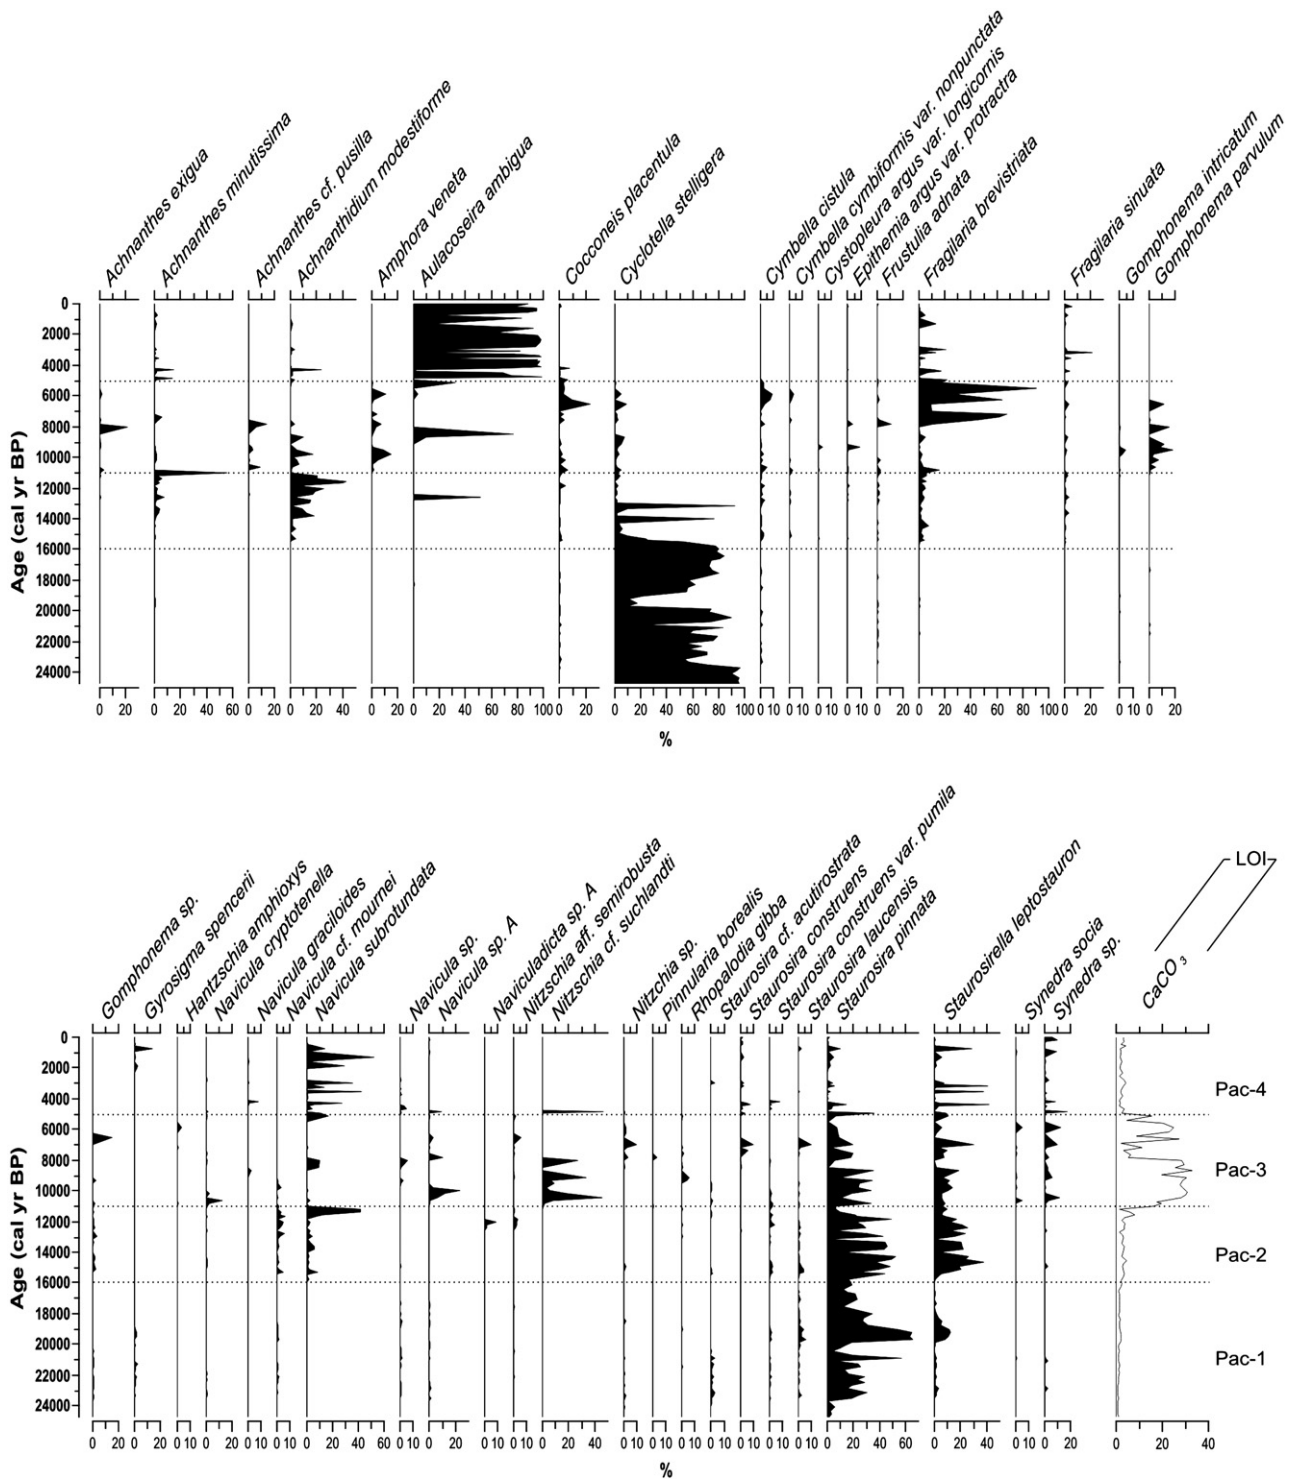 Achnanthes exigua
Achnanthes minutissima
Achnanthes cf. pusilla
Achnanthidium modestiforme
Amphora veneta
Aulacoseira ambigua
Cocconeis placentula
Cyclotella stelligera
Cymbella cistula
Cymbella cymbiformis var. nonpunctata
Cystopleura argus var. longicornis
Epithemia argus var. protractra
Frustulia adnata
Fragilaria brevistriata
Fragilaria sinuata
Gomphonema intricatum
Gomphonema parvulum
Age (cal yr BP)
0
2000
4000
6000
8000
10000
12000
14000
16000
18000
20000
22000
24000
0 20
0 20 40 60
0 10
0 20 40
0 10
0 20 40 60 80 100
0 10 20
0 20 40 60 80 100
0 10
0 10
0 10
0 10
0 20
0 20 40 60 80 100
0 10 20
0 10
0 20
%
Gomphonema sp.
Gyrosigma spencerii
Hantzschia amphioxys
Navicula cryptotenella
Navicula graciloides
Navicula cf. mournei
Navicula subrotundata
Navicula sp.
Navicula sp. A
Naviculadicta sp. A
Nitzschia aff. semirobusta
Nitzschia cf. suchlandti
Nitzchia sp.
Pinnularia borealis
Rhopalodia gibba
Staurosira cf. acutirostrata
Staurosira construens
Staurosira construens var. pumila
Staurosira laucensis
Staurosira pinnata
Staurosirella leptostauron
Synedra socia
Synedra sp.
LOI
CaCO3
Age (cal yr BP)
0
2000
4000
6000
8000
10000
12000
14000
16000
18000
20000
22000
24000
Pac-4
Pac-3
Pac-2
Pac-1
0 20
0 20
0 10
0 10
0 10
0 10
0 20 40 60
0 10
0 20
0 10
0 10
0 20 40
0 10
0 10
0 10
0 10
0 10
0 10
0 10
0 20 40 60
0 20 40
0 10
0 20
0 20 40
%